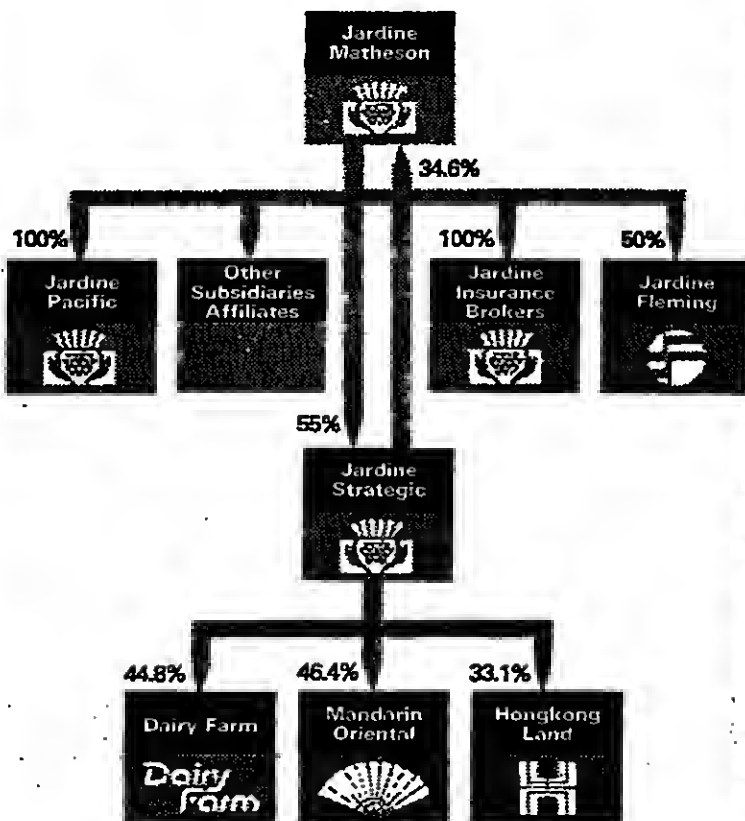 Jardine
Matheson
34.6%
100%
100%
50%
Jardine
Pacific
Other
Subsidiaries
Affiliates
Jardine
Insurance
Brokers
Jardine
Fleming
55%
Jardine
Strategic
44.8%
46.4%
33.1%
Dairy Farm
Dairy
Farm
Mandarin
Oriental
Hongkong
Land